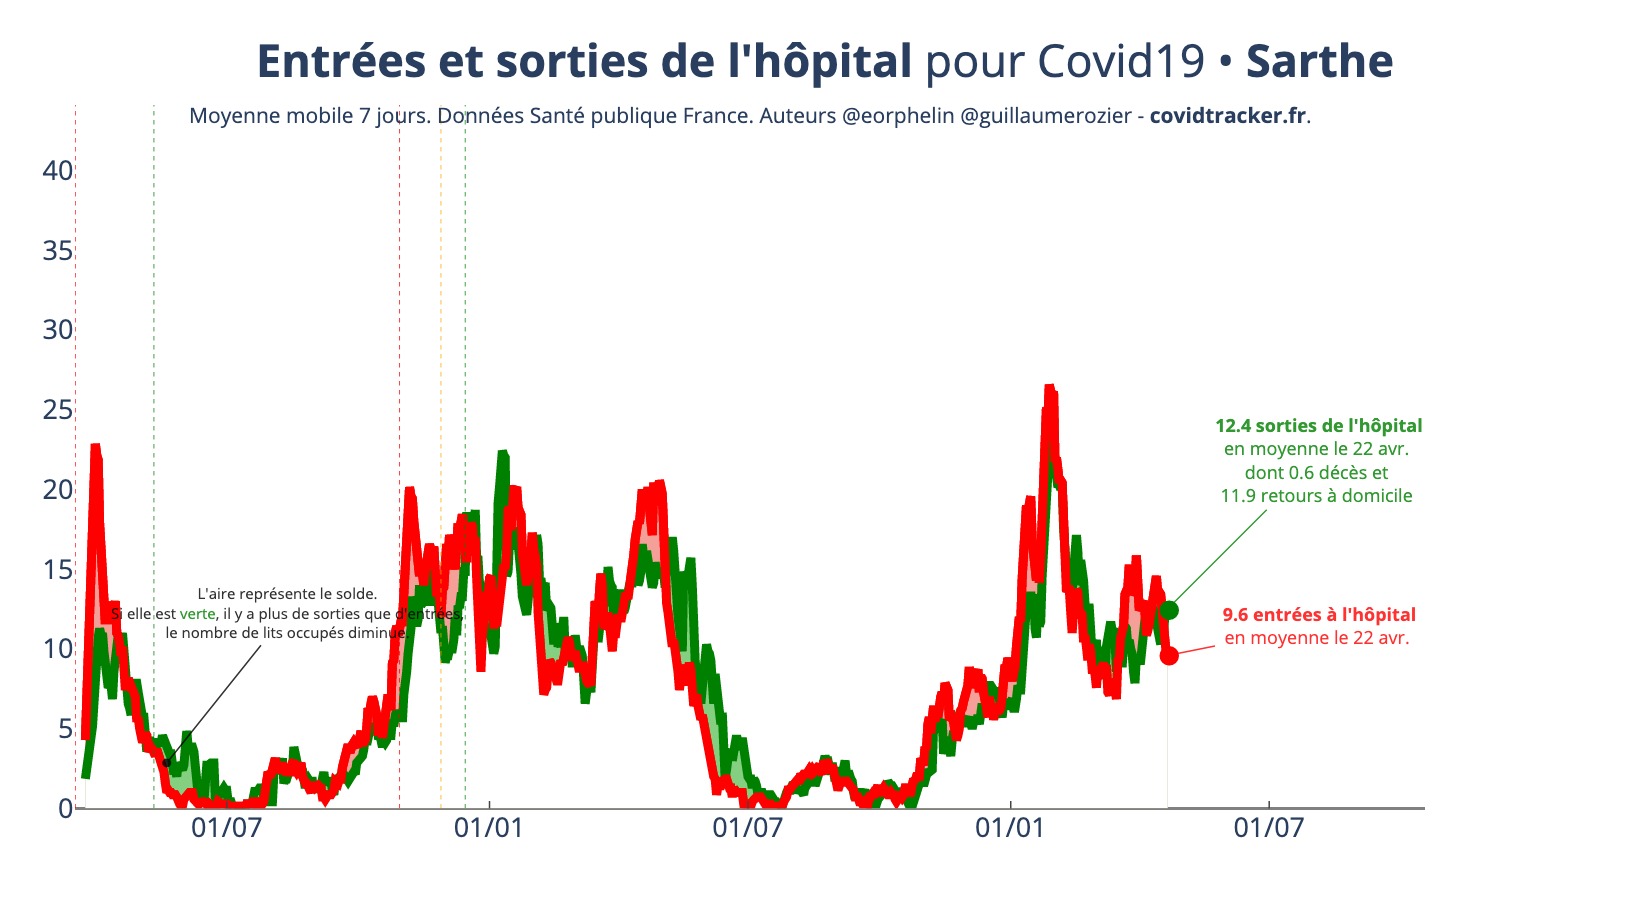 Entrées et sorties de l'hôpital pour Covid19 • Sarthe
Moyenne mobile 7 jours. Données Santé publique France. Auteurs @eorphelin @guillaumerozier - covidtracker.fr.
40
35
30
25
20
15
10
5
0
L'aire représente le solde.
Si elle est verte, il y a plus de sorties que d'entrées,
le nombre de lits occupés diminue.
12.4 sorties de l'hôpital
en moyenne le 22 avr.
dont 0.6 décès et
11.9 retours à domicile
9.6 entrées à l'hôpital
en moyenne le 22 avr.
01/07
01/01
01/07
01/01
01/07